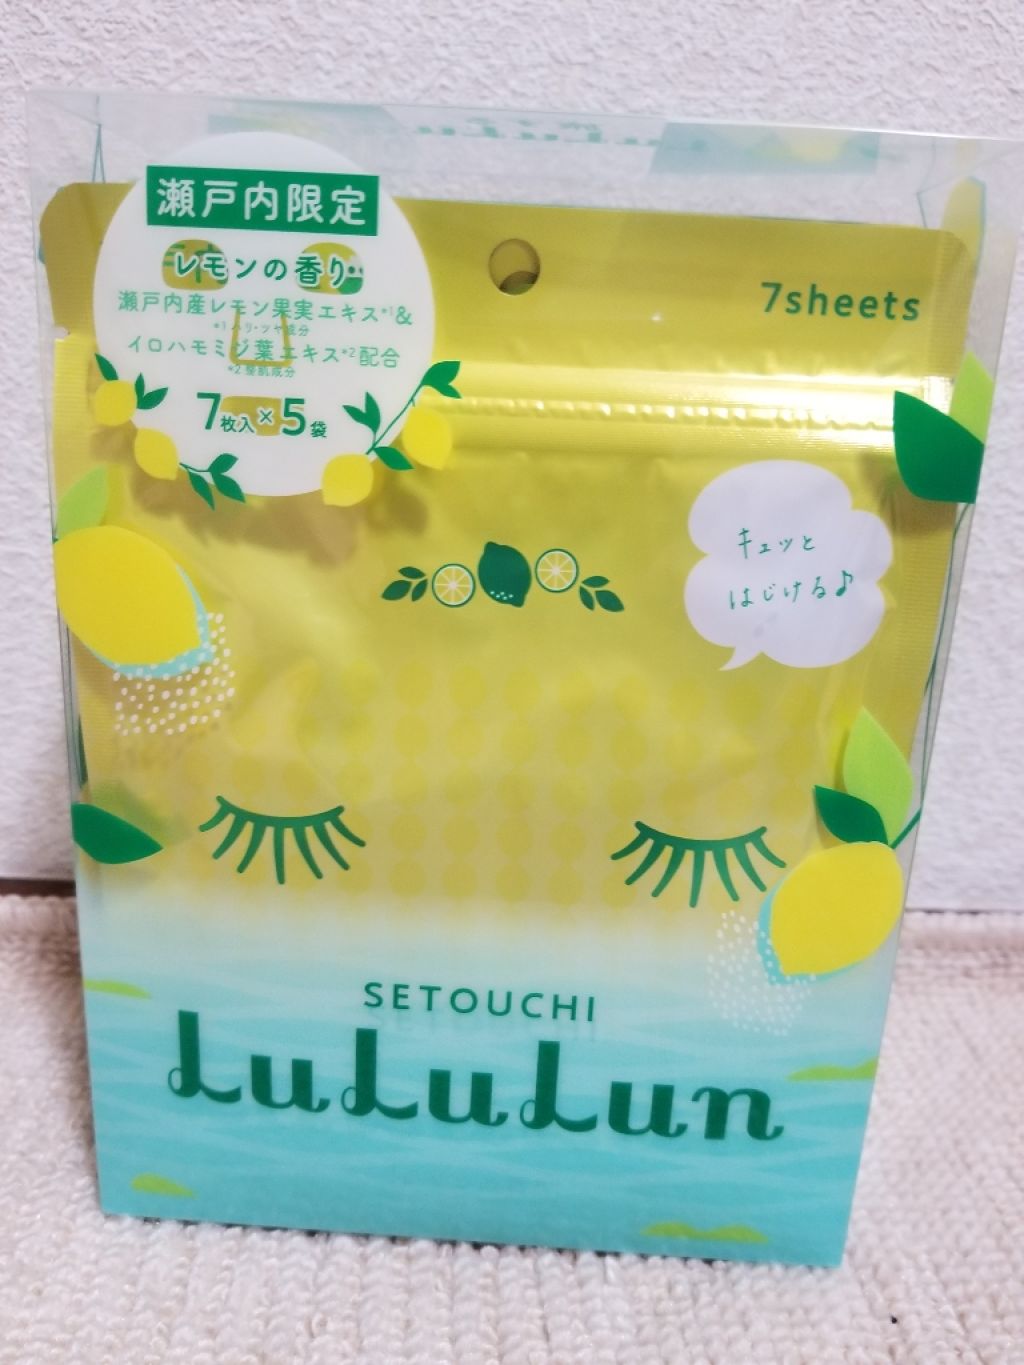 LuLuLun
瀬戸内限定
レモンの香り
瀬戸内産レモン果実エキス*1&
*1 ハリ・ツヤ成分
イロハモミジ葉エキス*2配合
*2 整肌成分
7枚入×5袋
7sheets
キュッと
はじける♪
SETOUCHI
LuLuLun